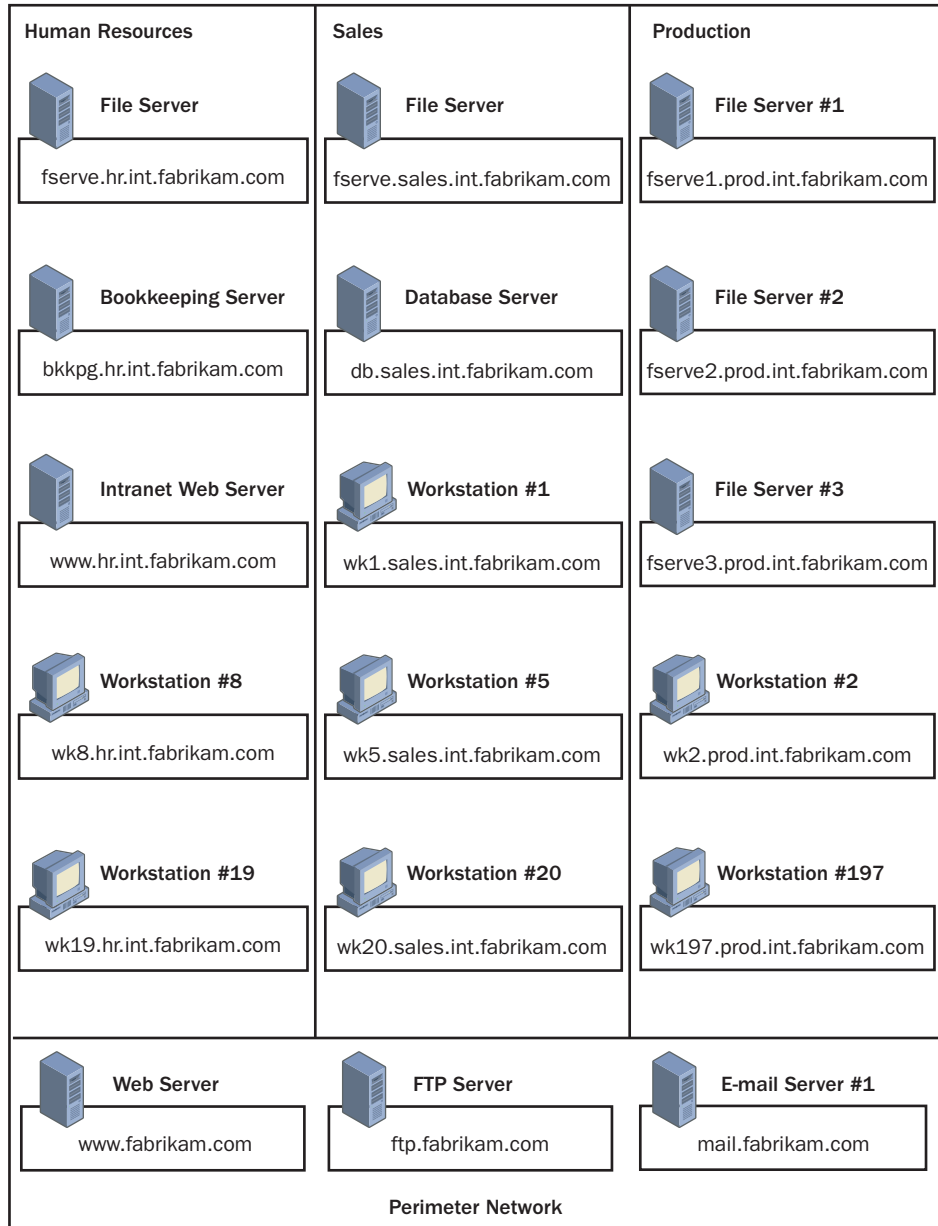 Human Resources
Sales
Production
File Server
File Server
File Server #1
fserve.hr.int.fabrikam.com
fserve.sales.int.fabrikam.com
fserve1.prod.int.fabrikam.com
Bookkeeping Server
Database Server
File Server #2
bkkpg.hr.int.fabrikam.com
db.sales.int.fabrikam.com
fserve2.prod.int.fabrikam.com
Intranet Web Server
Workstation #1
File Server #3
www.hr.int.fabrikam.com
wk1.sales.int.fabrikam.com
fserve3.prod.int.fabrikam.com
Workstation #8
Workstation #5
Workstation #2
wk8.hr.int.fabrikam.com
wk5.sales.int.fabrikam.com
wk2.prod.int.fabrikam.com
Workstation #19
Workstation #20
Workstation #197
wk19.hr.int.fabrikam.com
wk20.sales.int.fabrikam.com
wk197.prod.int.fabrikam.com
Web Server
FTP Server
E-mail Server #1
www.fabrikam.com
ftp.fabrikam.com
mail.fabrikam.com
Perimeter Network